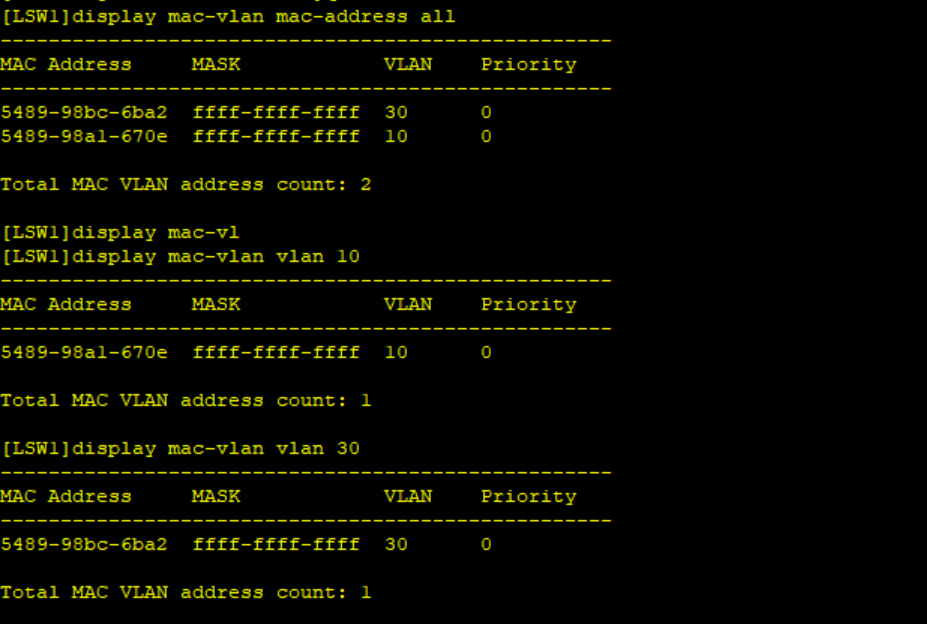 [LSW1]display mac-vlan mac-address all
---------------------------------------------------
MAC Address     MASK              VLAN    Priority
---------------------------------------------------
5489-98bc-6ba2  ffff-ffff-ffff  30      0
5489-98a1-670e  ffff-ffff-ffff  10      0
Total MAC VLAN address count: 2
[LSW1]display mac-vl
[LSW1]display mac-vlan vlan 10
---------------------------------------------------
MAC Address     MASK              VLAN    Priority
---------------------------------------------------
5489-98a1-670e  ffff-ffff-ffff  10      0
Total MAC VLAN address count: 1
[LSW1]display mac-vlan vlan 30
---------------------------------------------------
MAC Address     MASK              VLAN    Priority
---------------------------------------------------
5489-98bc-6ba2  ffff-ffff-ffff  30      0
Total MAC VLAN address count: 1